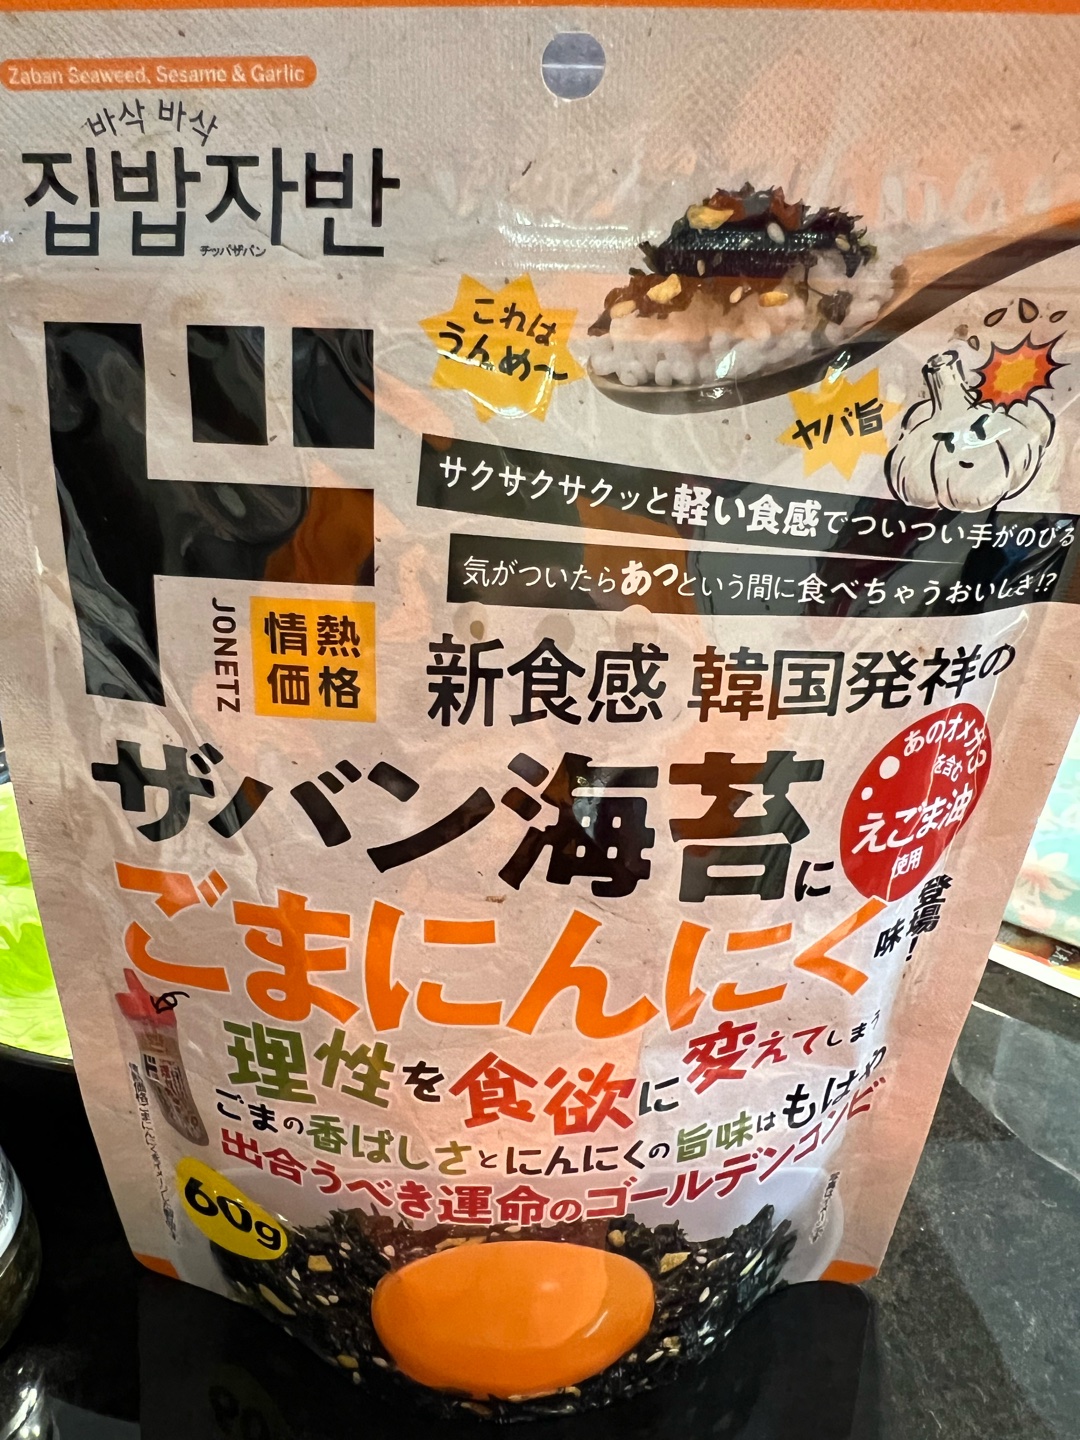 Zaban Seaweed, Sesame & Garlic
바삭 바삭
집밥자반
チッパザバン
これは
うんめ〜
ヤバ旨
サクサクサクッと軽い食感でついつい手がのびる
気がついたらあっという間に食べちゃうおいしさ!?
ド
JONETZ
情熱
価格
新食感 韓国発祥の
ザバン海苔に
あのオメガ3
を含む
えごま油
使用
ごまにんにく味
登場!
理性を食欲に変えてしまう
ごまの香ばしさとにんにくの旨味はもはや
出合うべき運命のゴールデンコンビ
60g